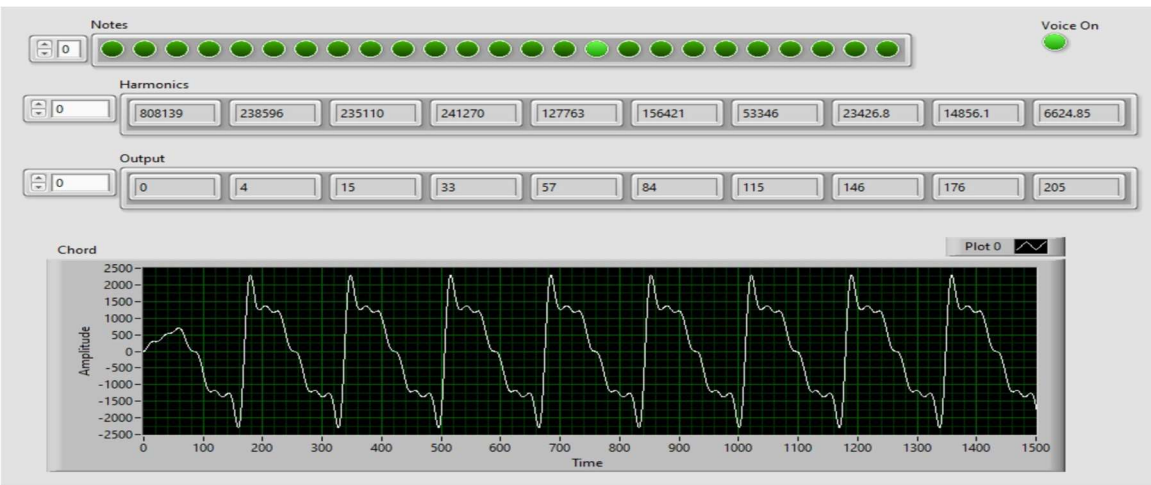 Notes
Voice On
0
Harmonics
0 808139 238596 235110 241270 127763 156421 53346 23426.8 14856.1 6624.85
Output
0 0 4 15 33 57 84 115 146 176 205
Chord
Plot 0
2500
2000
1500
1000
500
0
-500
-1000
-1500
-2000
-2500
Amplitude
0 100 200 300 400 500 600 700 800 900 1000 1100 1200 1300 1400 1500
Time